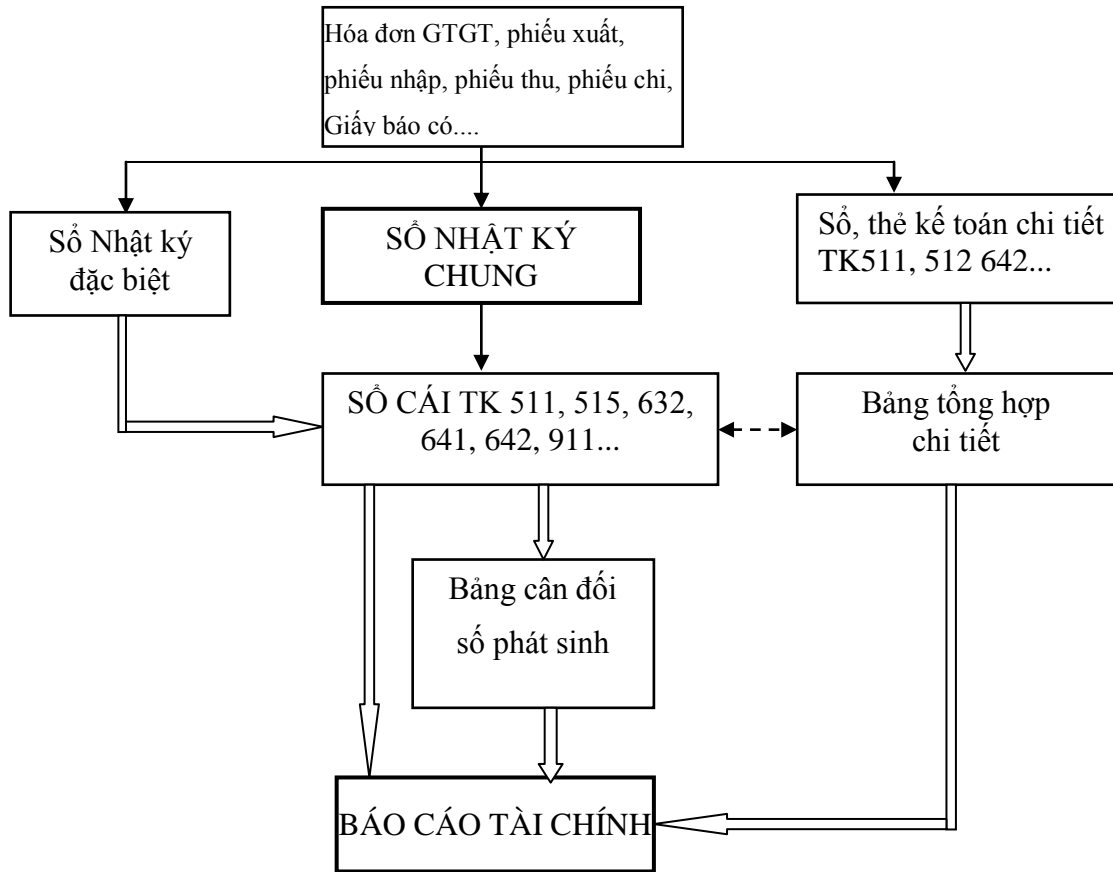 Hóa đơn GTGT, phiếu xuất,
phiếu nhập, phiếu thu, phiếu chi,
Giấy báo có....
Sổ Nhật ký
đặc biệt
SỔ NHẬT KÝ
CHUNG
Sổ, thẻ kế toán chi tiết
TK511, 512 642...
SỔ CÁI TK 511, 515, 632,
641, 642, 911...
Bảng tổng hợp
chi tiết
Bảng cân đối
số phát sinh
BÁO CÁO TÀI CHÍNH